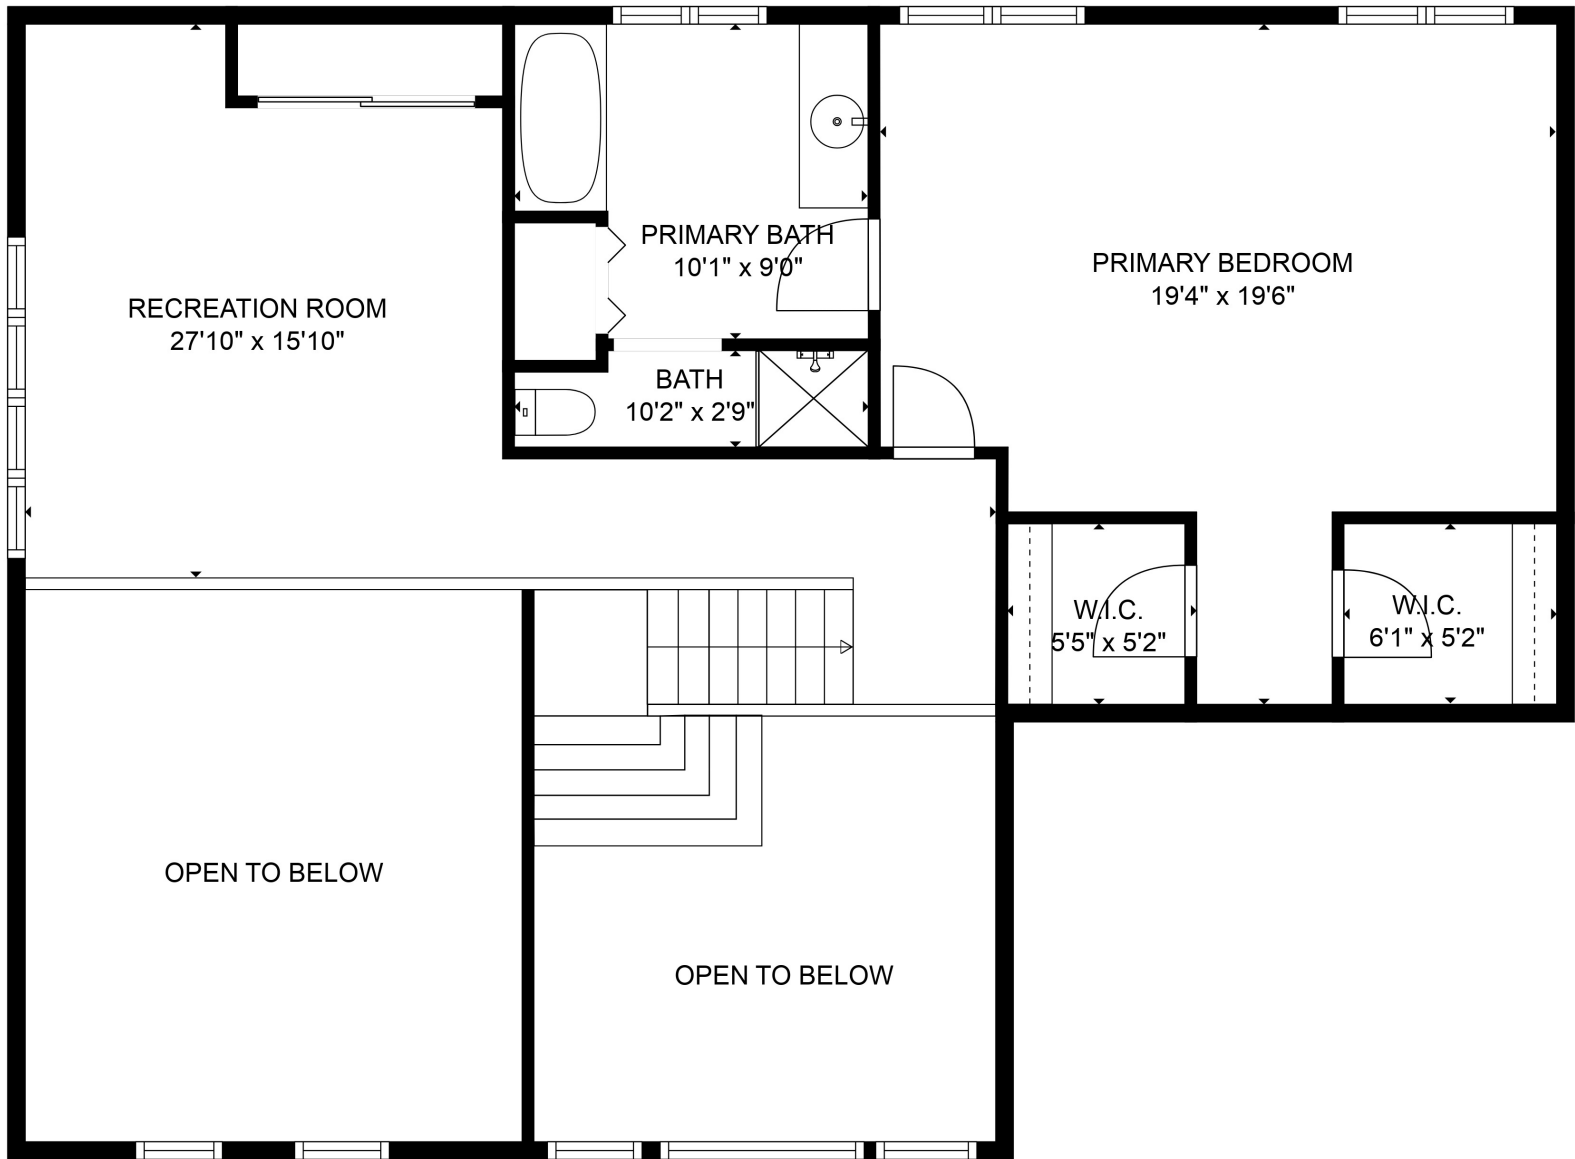 PRIMARY BATH
10'1" x 9'0"
PRIMARY BEDROOM
19'4" x 19'6"
RECREATION ROOM
27'10" x 15'10"
BATH
10'2" x 2'9"
W.I.C.
5'5" x 5'2"
W.I.C.
6'1" x 5'2"
OPEN TO BELOW
OPEN TO BELOW